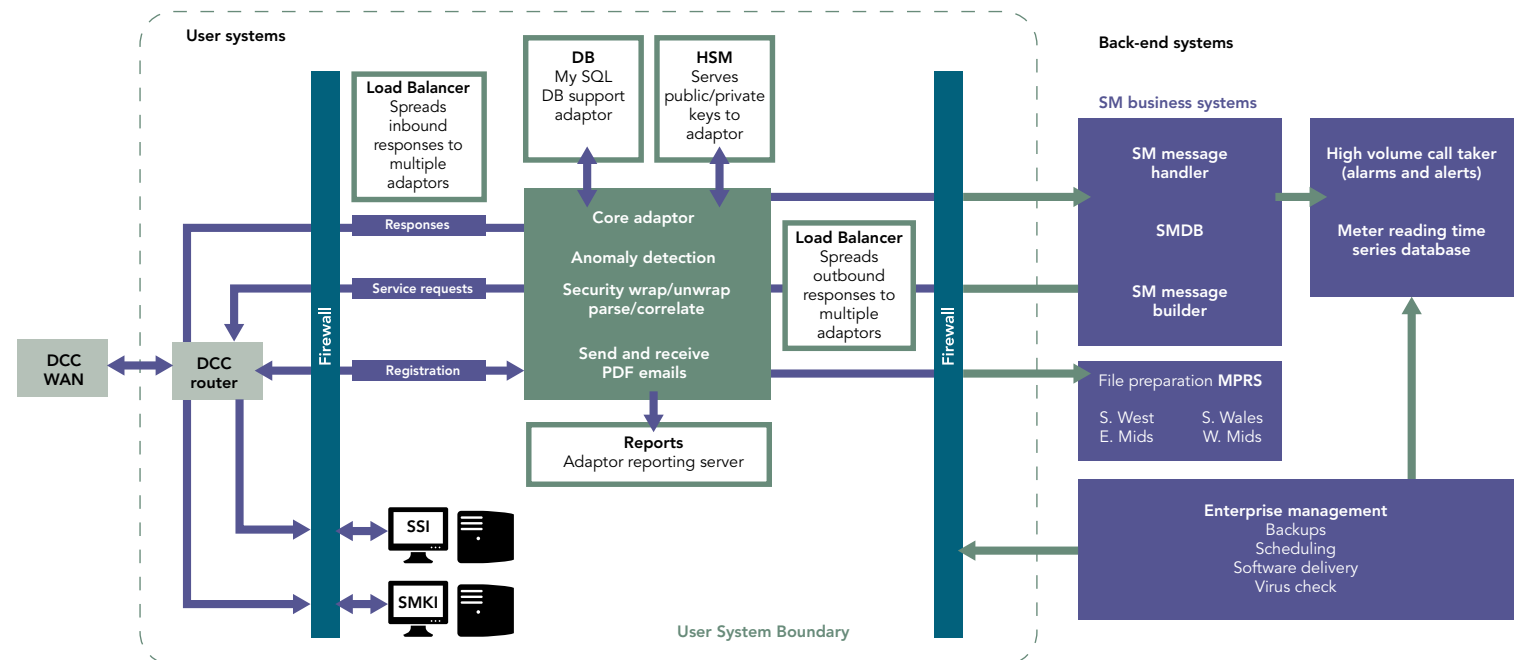 User systems
Back-end systems
DB
My SQL
DB support
adaptor
HSM
Serves
public/private
keys to
adaptor
Load Balancer
Spreads
inbound
responses to
multiple
adaptors
SM business systems
SM message
handler
SMDB
SM message
builder
High volume call taker
(alarms and alerts)
Meter reading time
series database
Responses
Service requests
Registration
Firewall
Core adaptor
Anomaly detection
Security wrap/unwrap
parse/correlate
Send and receive
PDF emails
Load Balancer
Spreads
outbound
responses to
multiple
adaptors
Firewall
DCC
WAN
DCC
router
File preparation MPRS
S. West
S. Wales
E. Mids
W. Mids
Reports
Adaptor reporting server
Enterprise management
Backups
Scheduling
Software delivery
Virus check
SSI
SMKI
User System Boundary